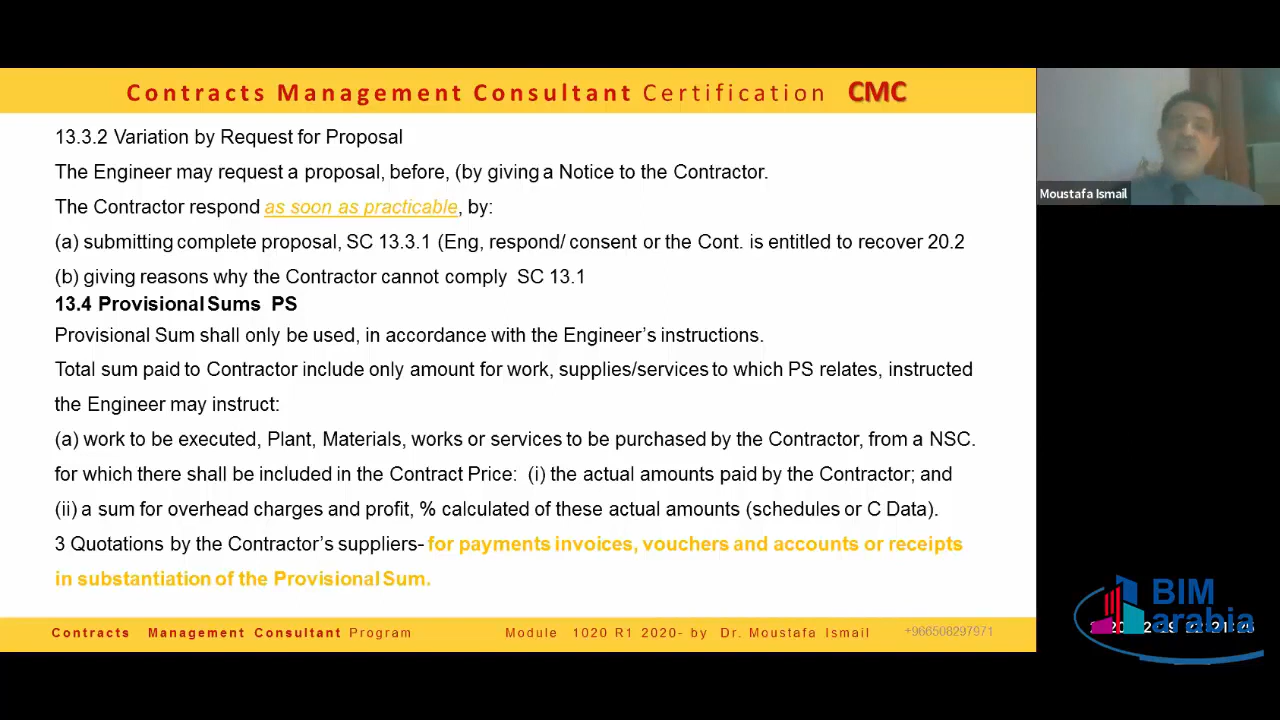 Contracts Management Consultant Certification CMC
13.3.2 Variation by Request for Proposal
The Engineer may request a proposal, before, (by giving a Notice to the Contractor.
The Contractor respond as soon as practicable, by:
(a) submitting complete proposal, SC 13.3.1 (Eng, respond/ consent or the Cont. is entitled to recover 20.2
(b) giving reasons why the Contractor cannot comply SC 13.1
13.4 Provisional Sums PS
Provisional Sum shall only be used, in accordance with the Engineer's instructions.
Total sum paid to Contractor include only amount for work, supplies/services to which PS relates, instructed
the Engineer may instruct:
(a) work to be executed, Plant, Materials, works or services to be purchased by the Contractor, from a NSC.
for which there shall be included in the Contract Price: (i) the actual amounts paid by the Contractor; and
(ii) a sum for overhead charges and profit, % calculated of these actual amounts (schedules or C Data).
3 Quotations by the Contractor's suppliers- for payments invoices, vouchers and accounts or receipts
in substantiation of the Provisional Sum.
Contracts Management Consultant Program Module 1020 R1 2020- by Dr. Moustafa Ismail +966508297971
Moustafa Ismail
BIM
arabia